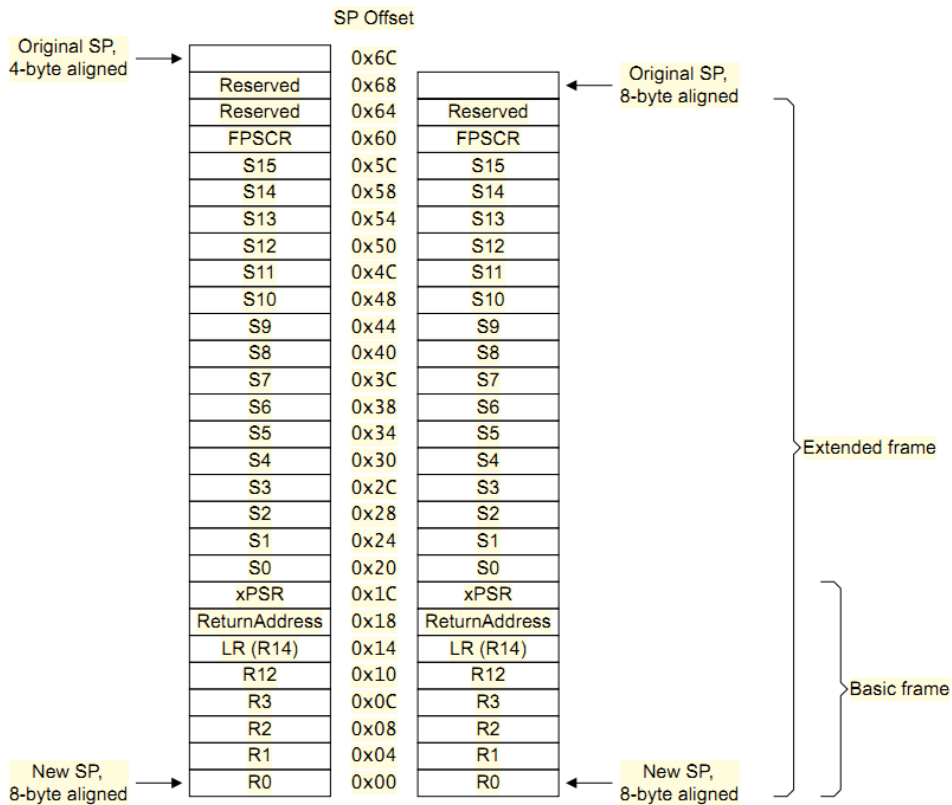 SP Offset
Original SP,
4-byte aligned
0x6C
Original SP,
8-byte aligned
Reserved 0x68
Reserved 0x64 Reserved
FPSCR 0x60 FPSCR
S15 0x5C S15
S14 0x58 S14
S13 0x54 S13
S12 0x50 S12
S11 0x4C S11
S10 0x48 S10
S9 0x44 S9
S8 0x40 S8
S7 0x3C S7
S6 0x38 S6
S5 0x34 S5
Extended frame
S4 0x30 S4
S3 0x2C S3
S2 0x28 S2
S1 0x24 S1
S0 0x20 S0
xPSR 0x1C xPSR
ReturnAddress 0x18 ReturnAddress
LR (R14) 0x14 LR (R14)
R12 0x10 R12
Basic frame
R3 0x0C R3
R2 0x08 R2
R1 0x04 R1
New SP,
8-byte aligned
R0 0x00 R0
New SP,
8-byte aligned